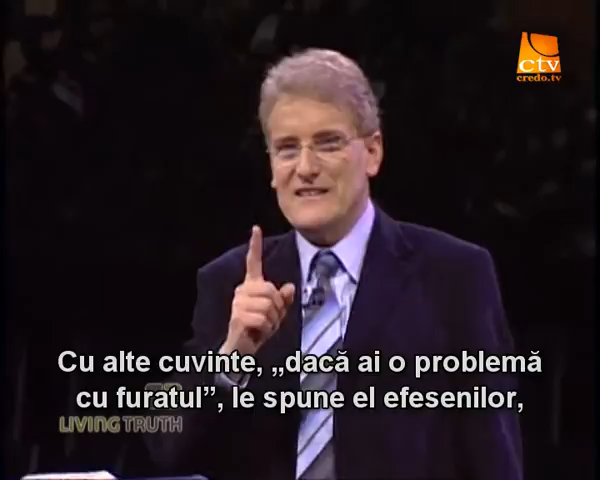 ctv
credo.tv
Cu alte cuvinte, „dacă ai o problemă
cu furatul”, le spune el efesenilor,
LIVING TRUTH